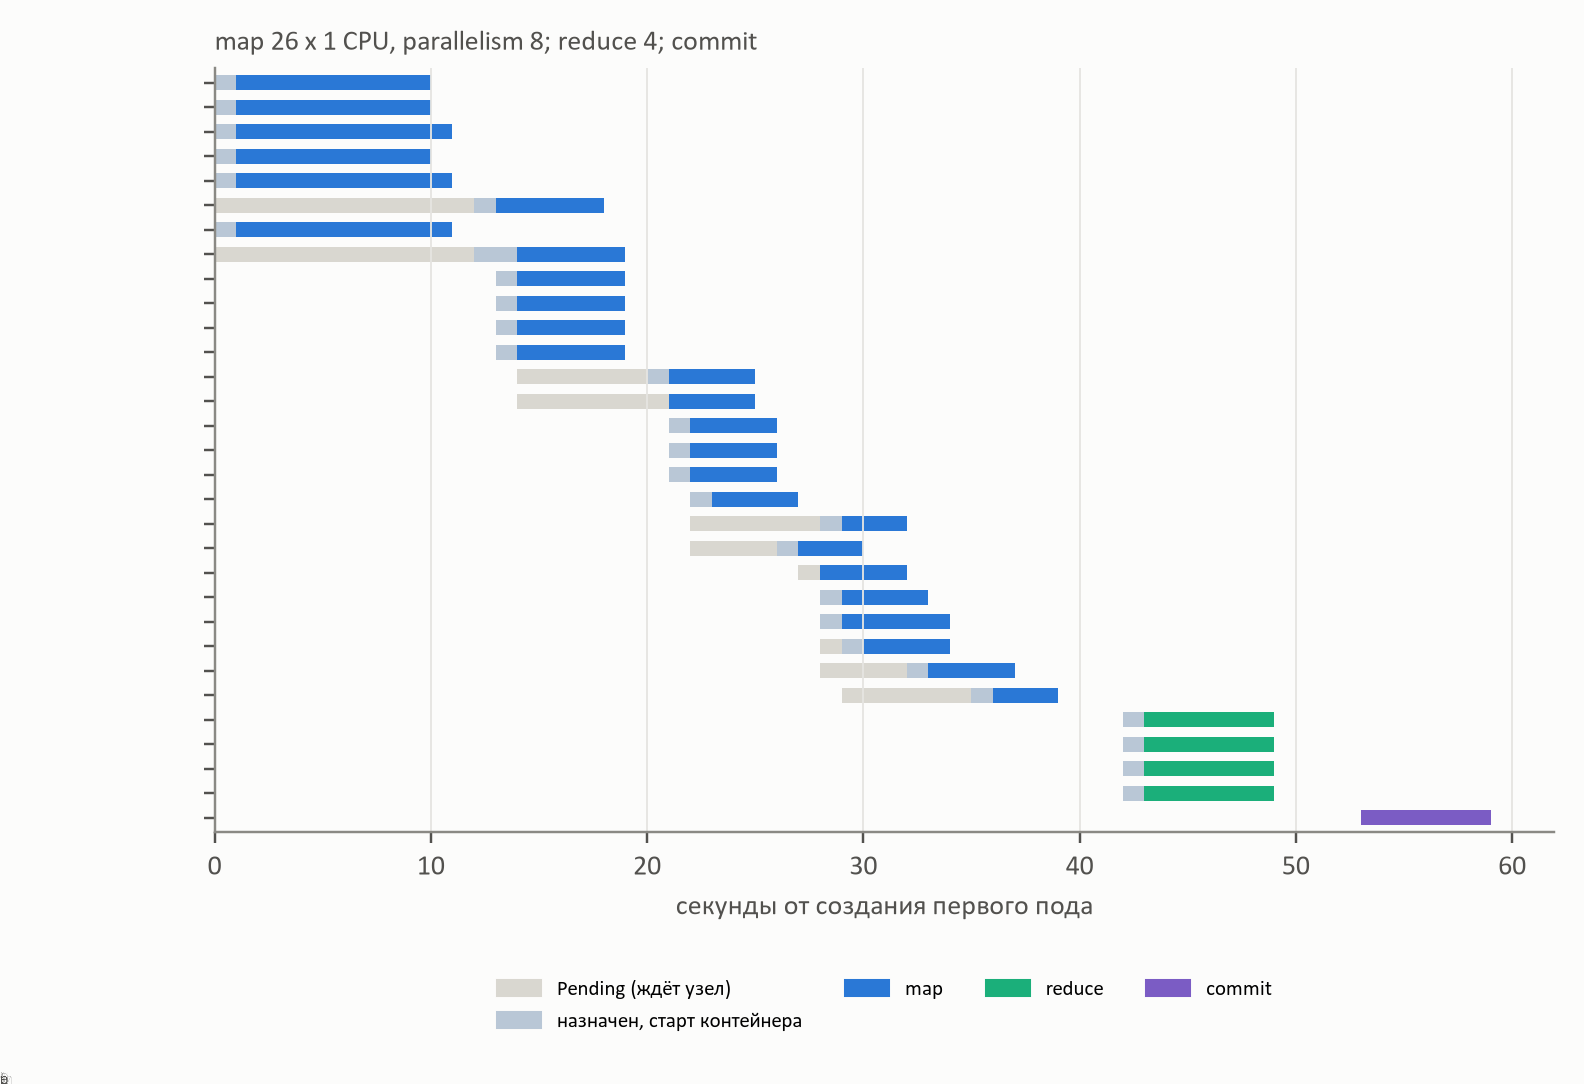 map 26 x 1 CPU, parallelism 8; reduce 4; commit
0 10 20 30 40 50 60
секунды от создания первого пода
Pending (ждёт узел) map reduce commit
назначен, старт контейнера